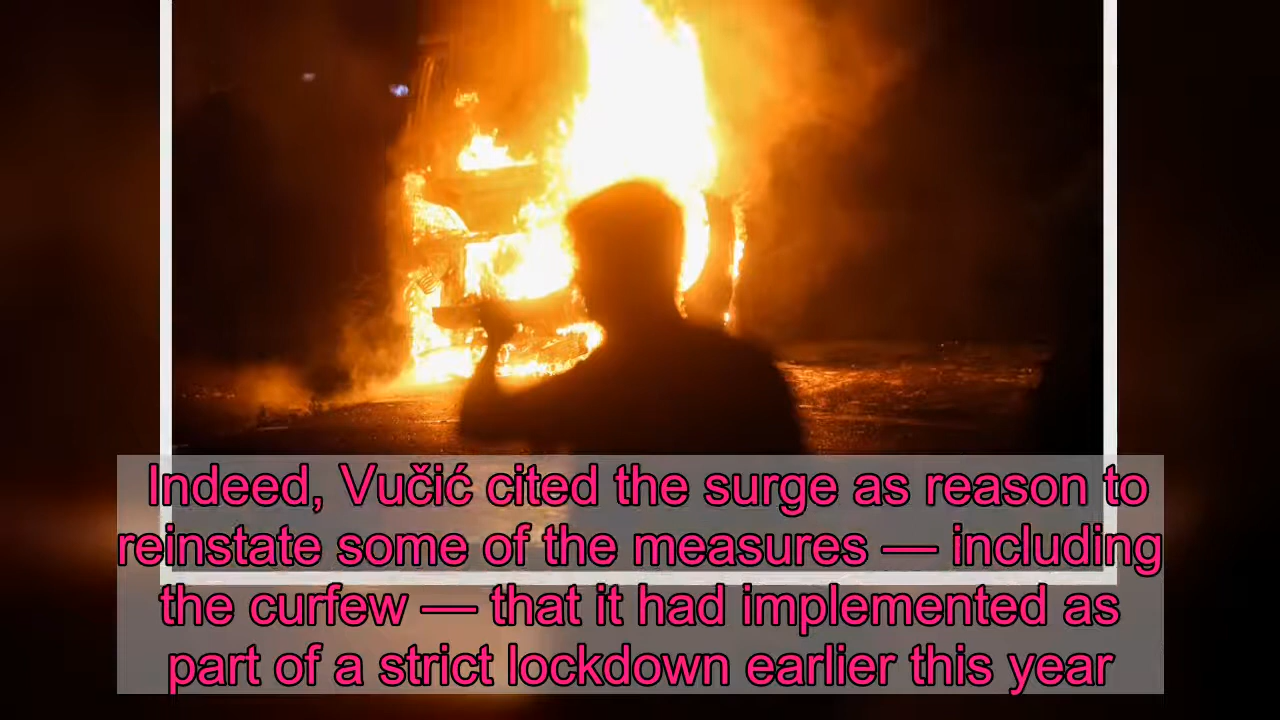 Indeed, Vučić cited the surge as reason to
reinstate some of the measures — including
the curfew — that it had implemented as
part of a strict lockdown earlier this year